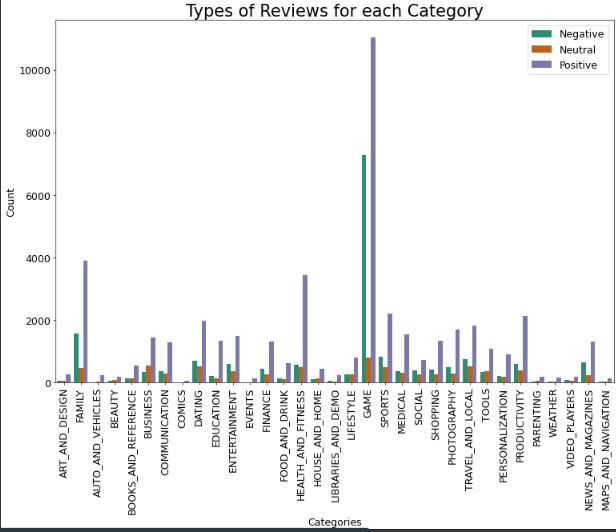 Types of Reviews for each Category
Negative
Neutral
Positive
Count
10000
8000
6000
4000
2000
0
ART_AND_DESIGN
FAMILY
AUTO_AND_VEHICLES
BEAUTY
BOOKS_AND_REFERENCE
BUSINESS
COMMUNICATION
COMICS
DATING
EDUCATION
ENTERTAINMENT
EVENTS
FINANCE
FOOD_AND_DRINK
HEALTH_AND_FITNESS
HOUSE_AND_HOME
LIBRARIES_AND_DEMO
LIFESTYLE
GAME
SPORTS
MEDICAL
SOCIAL
SHOPPING
PHOTOGRAPHY
TRAVEL_AND_LOCAL
TOOLS
PERSONALIZATION
PRODUCTIVITY
PARENTING
WEATHER
VIDEO_PLAYERS
NEWS_AND_MAGAZINES
MAPS_AND_NAVIGATION
Categories